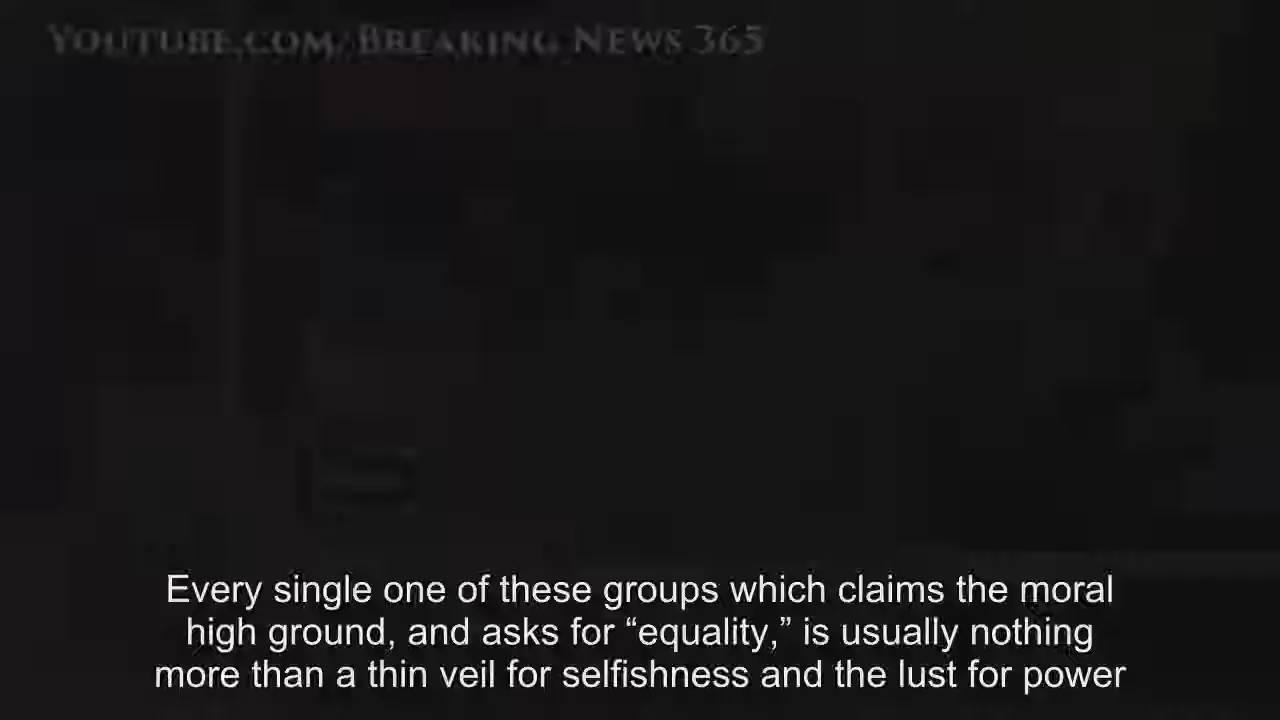 YouTube.com/Breaking News 365
Every single one of these groups which claims the moral
high ground, and asks for “equality,” is usually nothing
more than a thin veil for selfishness and the lust for power